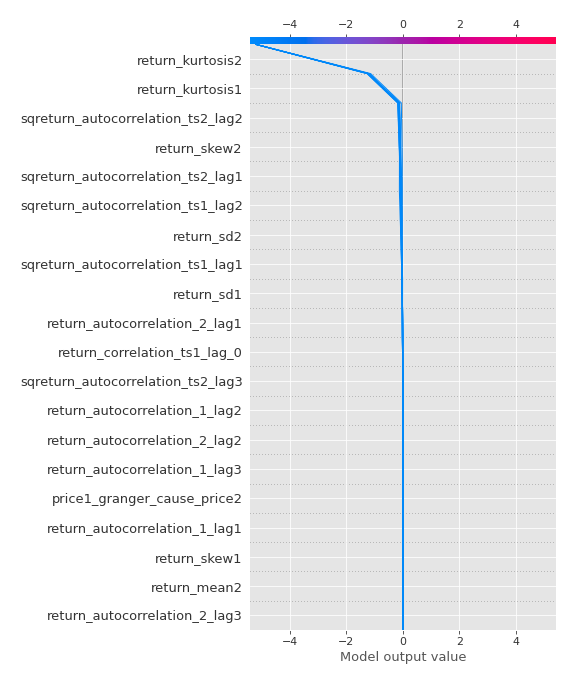 −4 −2 0 2 4
return_kurtosis2
return_kurtosis1
sqreturn_autocorrelation_ts2_lag2
return_skew2
sqreturn_autocorrelation_ts2_lag1
sqreturn_autocorrelation_ts1_lag2
return_sd2
sqreturn_autocorrelation_ts1_lag1
return_sd1
return_autocorrelation_2_lag1
return_correlation_ts1_lag_0
sqreturn_autocorrelation_ts2_lag3
return_autocorrelation_1_lag2
return_autocorrelation_2_lag2
return_autocorrelation_1_lag3
price1_granger_cause_price2
return_autocorrelation_1_lag1
return_skew1
return_mean2
return_autocorrelation_2_lag3
−4 −2 0 2 4
Model output value